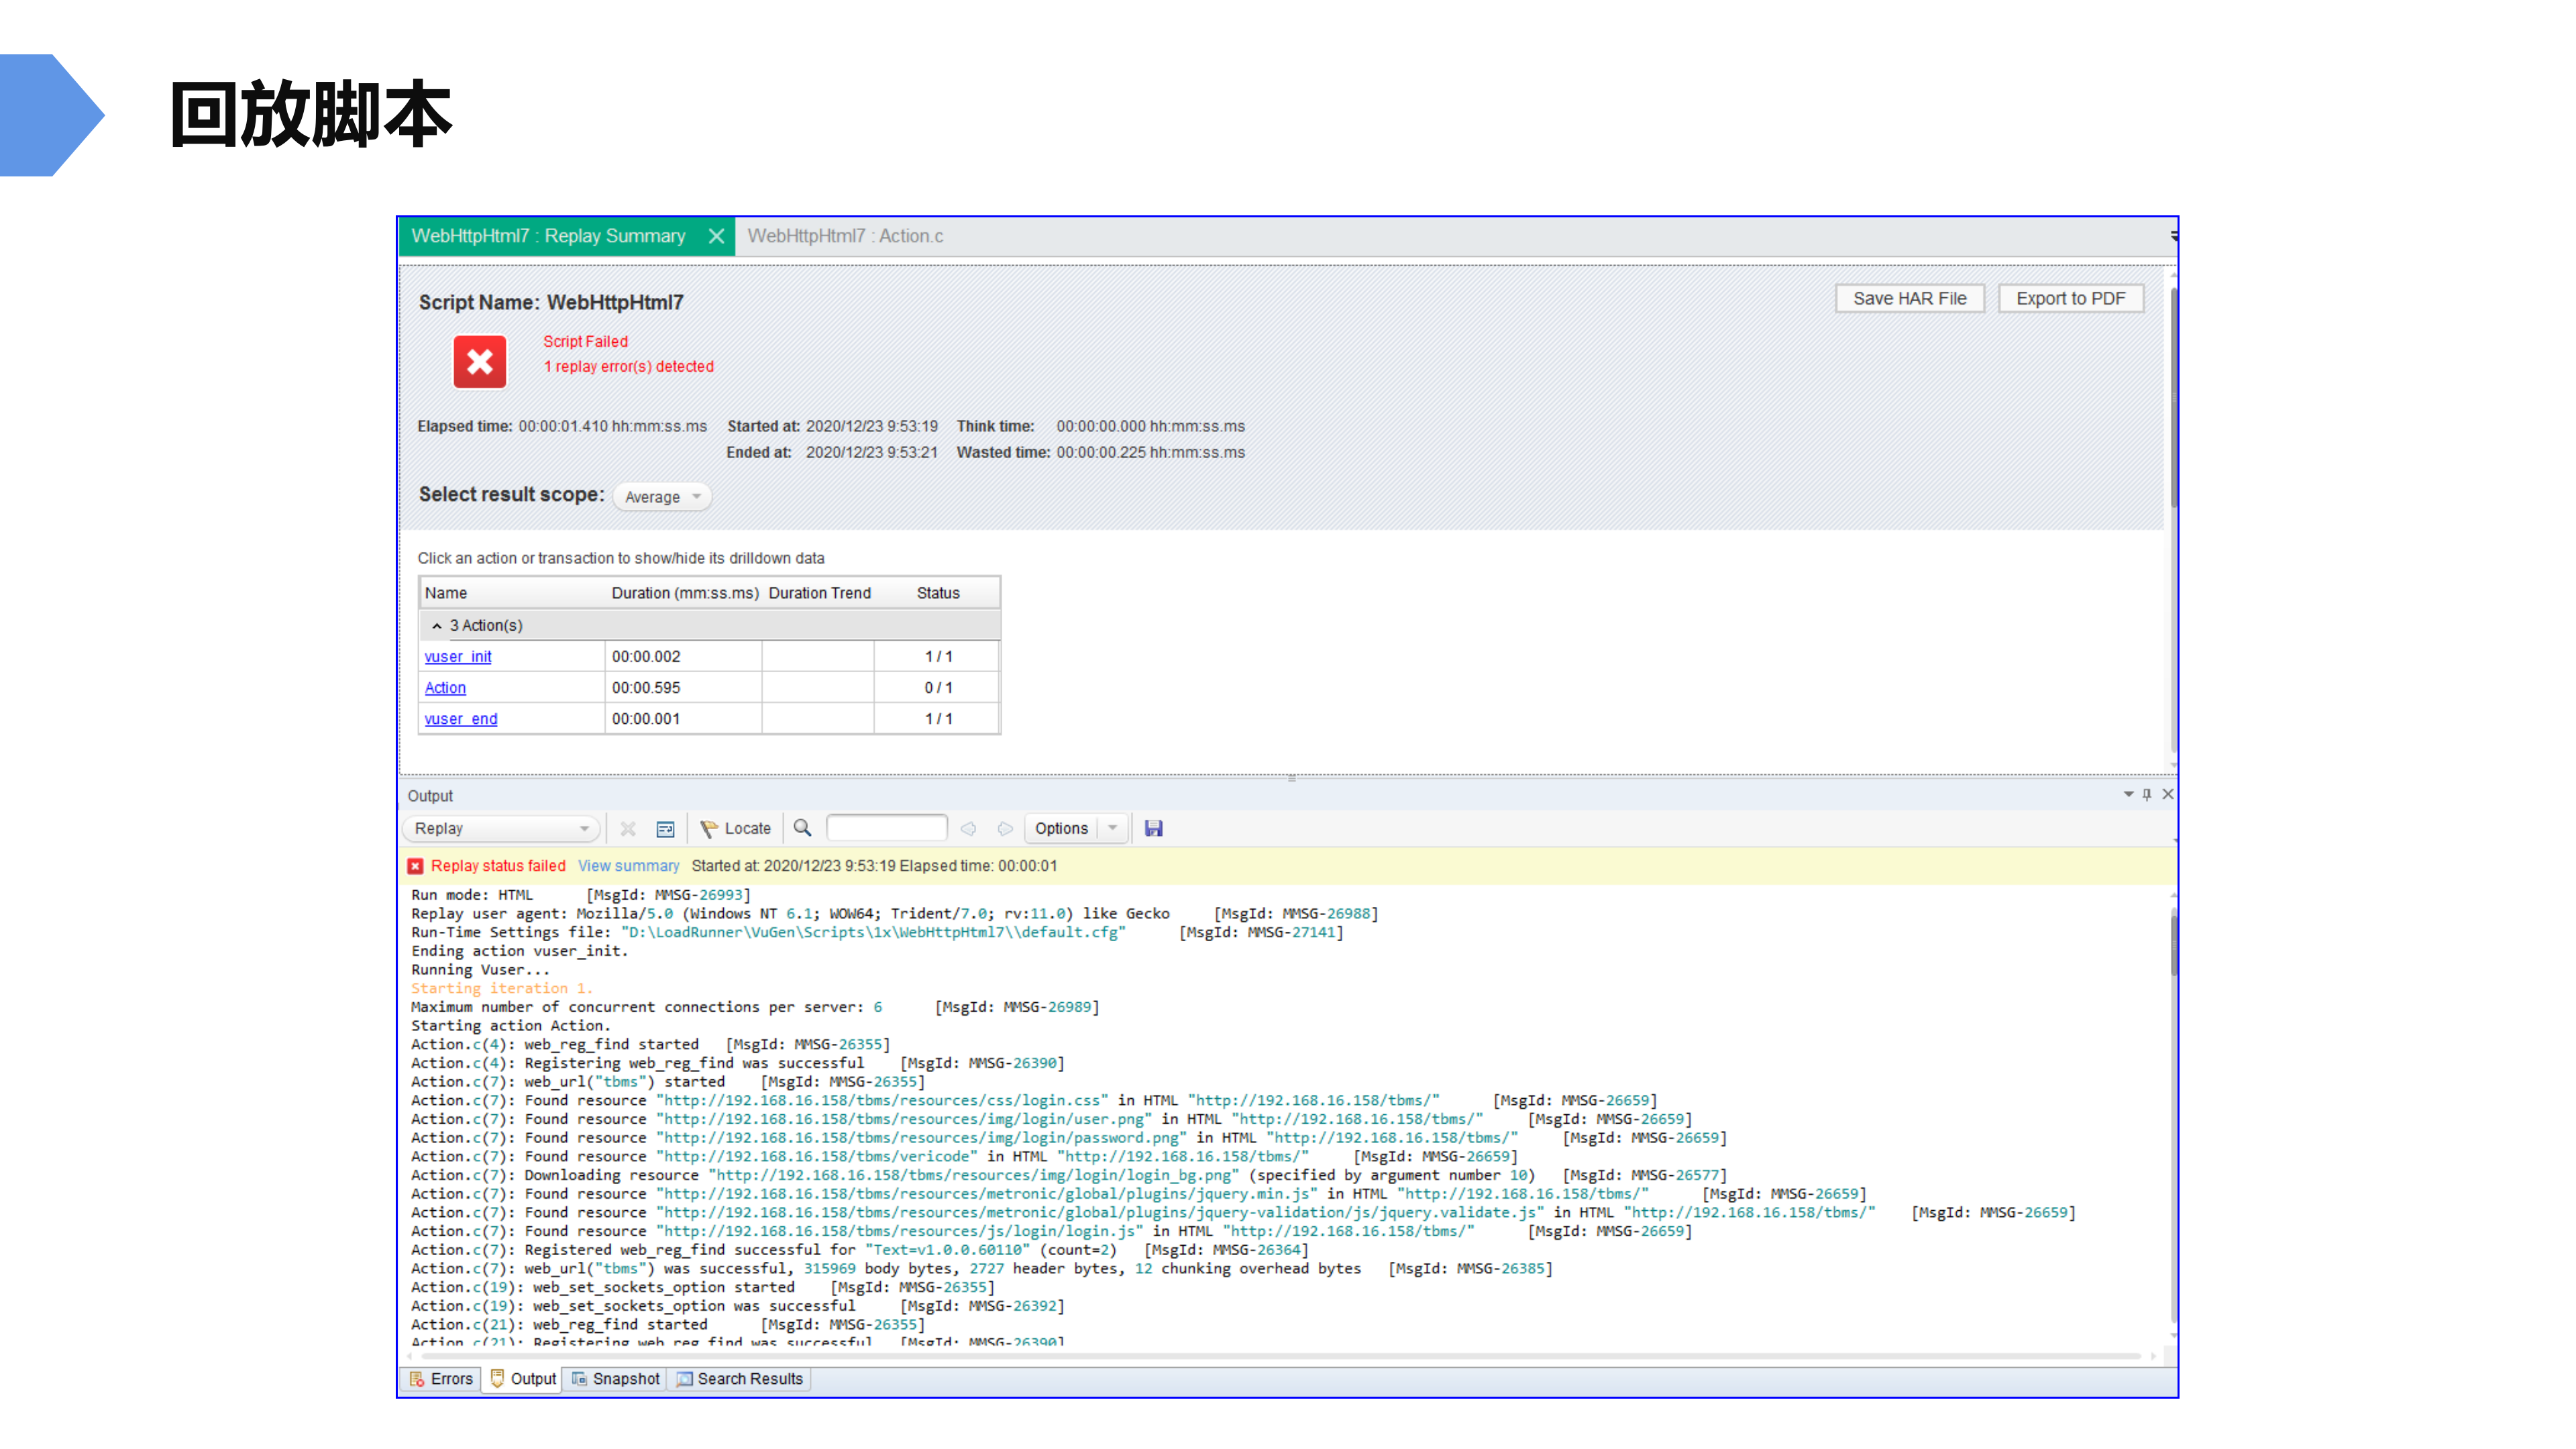 回放脚本
WebHttpHtml7 : Replay Summary WebHttpHtml7 : Action.c
Script Name: WebHttpHtml7 Save HAR File Export to PDF
Script Failed
1 replay error(s) detected
Elapsed time: 00:00:01.410 hh:mm:ss.ms Started at: 2020/12/23 9:53:19 Think time: 00:00:00.000 hh:mm:ss.ms
Ended at: 2020/12/23 9:53:21 Wasted time: 00:00:00.225 hh:mm:ss.ms
Select result scope: Average
Click an action or transaction to show/hide its drilldown data
Name Duration (mm:ss.ms) Duration Trend Status
3 Action(s)
vuser_init 00:00.002 1 / 1
Action 00:00.595 0 / 1
vuser_end 00:00.001 1 / 1
Output
Replay Locate Options
Replay status failed View summary Started at: 2020/12/23 9:53:19 Elapsed time: 00:00:01
Run mode: HTML [MsgId: MMSG-26993]
Replay user agent: Mozilla/5.0 (Windows NT 6.1; WOW64; Trident/7.0; rv:11.0) like Gecko [MsgId: MMSG-26988]
Run-Time Settings file: "D:\LoadRunner\VuGen\Scripts\1x\WebHttpHtml7\\default.cfg" [MsgId: MMSG-27141]
Ending action vuser_init.
Running Vuser...
Starting iteration 1.
Maximum number of concurrent connections per server: 6 [MsgId: MMSG-26989]
Starting action Action.
Action.c(4): web_reg_find started [MsgId: MMSG-26355]
Action.c(4): Registering web_reg_find was successful [MsgId: MMSG-26390]
Action.c(7): web_url("tbms") started [MsgId: MMSG-26355]
Action.c(7): Found resource "http://192.168.16.158/tbms/resources/css/login.css" in HTML "http://192.168.16.158/tbms/" [MsgId: MMSG-26659]
Action.c(7): Found resource "http://192.168.16.158/tbms/resources/img/login/user.png" in HTML "http://192.168.16.158/tbms/" [MsgId: MMSG-26659]
Action.c(7): Found resource "http://192.168.16.158/tbms/resources/img/login/password.png" in HTML "http://192.168.16.158/tbms/" [MsgId: MMSG-26659]
Action.c(7): Found resource "http://192.168.16.158/tbms/vericode" in HTML "http://192.168.16.158/tbms/" [MsgId: MMSG-26659]
Action.c(7): Downloading resource "http://192.168.16.158/tbms/resources/img/login/login_bg.png" (specified by argument number 10) [MsgId: MMSG-26577]
Action.c(7): Found resource "http://192.168.16.158/tbms/resources/metronic/global/plugins/jquery.min.js" in HTML "http://192.168.16.158/tbms/" [MsgId: MMSG-26659]
Action.c(7): Found resource "http://192.168.16.158/tbms/resources/metronic/global/plugins/jquery-validation/js/jquery.validate.js" in HTML "http://192.168.16.158/tbms/" [MsgId: MMSG-26659]
Action.c(7): Found resource "http://192.168.16.158/tbms/resources/js/login/login.js" in HTML "http://192.168.16.158/tbms/" [MsgId: MMSG-26659]
Action.c(7): Registered web_reg_find successful for "Text=v1.0.0.60110" (count=2) [MsgId: MMSG-26364]
Action.c(7): web_url("tbms") was successful, 315969 body bytes, 2727 header bytes, 12 chunking overhead bytes [MsgId: MMSG-26385]
Action.c(19): web_set_sockets_option started [MsgId: MMSG-26355]
Action.c(19): web_set_sockets_option was successful [MsgId: MMSG-26392]
Action.c(21): web_reg_find started [MsgId: MMSG-26355]
Action.c(21): Registering web_reg_find was successful [MsgId: MMSG-26390]
Errors Output Snapshot Search Results